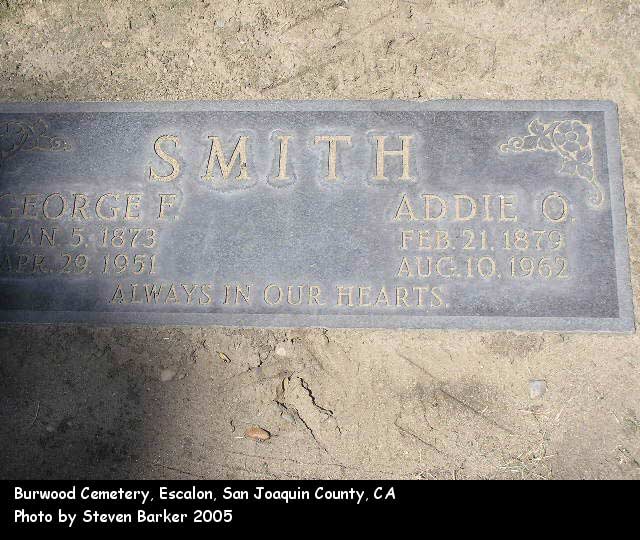 SMITH
GEORGE F.
JAN. 5. 1873
APR. 29. 1951
ADDIE O.
FEB. 21. 1879
AUG. 10. 1962
ALWAYS IN OUR HEARTS.
Burwood Cemetery, Escalon, San Joaquin County, CA
Photo by Steven Barker 2005